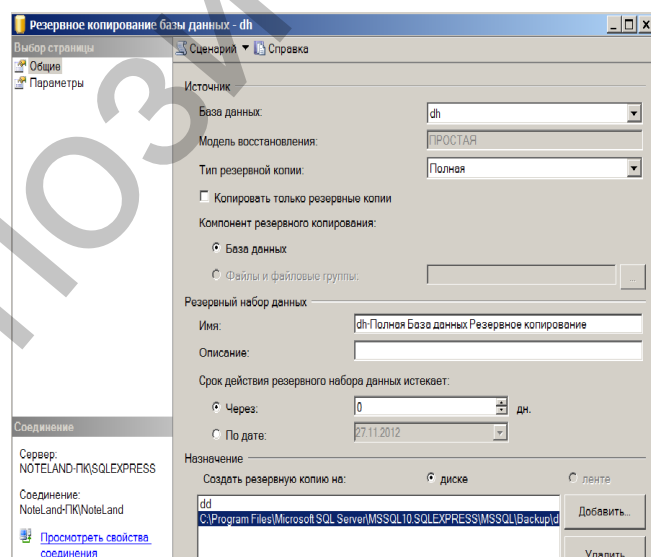 Резервное копирование базы данных - dh
Выбор страницы
Общие
Параметры
Сценарий
Справка
Источник
База данных:
dh
Модель восстановления:
ПРОСТАЯ
Тип резервной копии:
Полная
Копировать только резервные копии
Компонент резервного копирования:
База данных
Файлы и файловые группы:
...
Резервный набор данных
Имя:
dh-Полная База данных Резервное копирование
Описание:
Срок действия резервного набора данных истекает:
Через:
0
дн.
По дате:
27.11.2012
Назначение
Создать резервную копию на:
диске
ленте
dd
C:\Program Files\Microsoft SQL Server\MSSQL10.SQLEXPRESS\MSSQL\Backup\d
Добавить...
Удалить
Соединение
Сервер:
NOTELAND-ПК\SQLEXPRESS
Соединение:
NoteLand-ПК\NoteLand
Просмотреть свойства
соединения